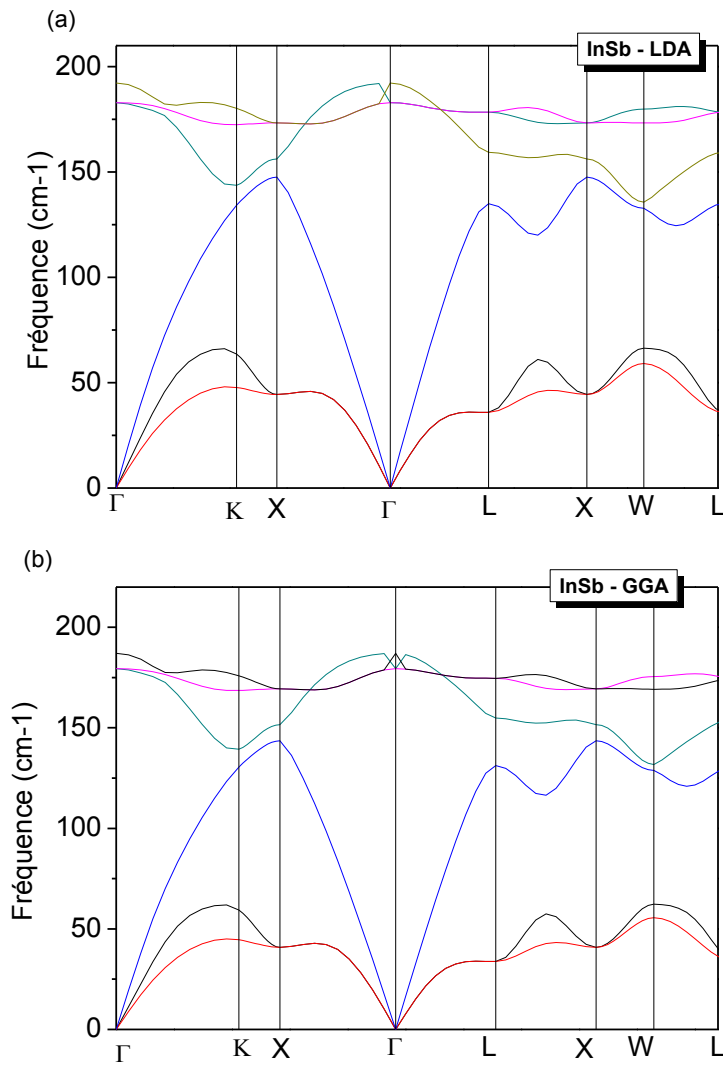 (a)
InSb - LDA
Fréquence (cm-1)
200
150
100
50
0
Γ K X Γ L X W L
(b)
InSb - GGA
Fréquence (cm-1)
200
150
100
50
0
Γ K X Γ L X W L